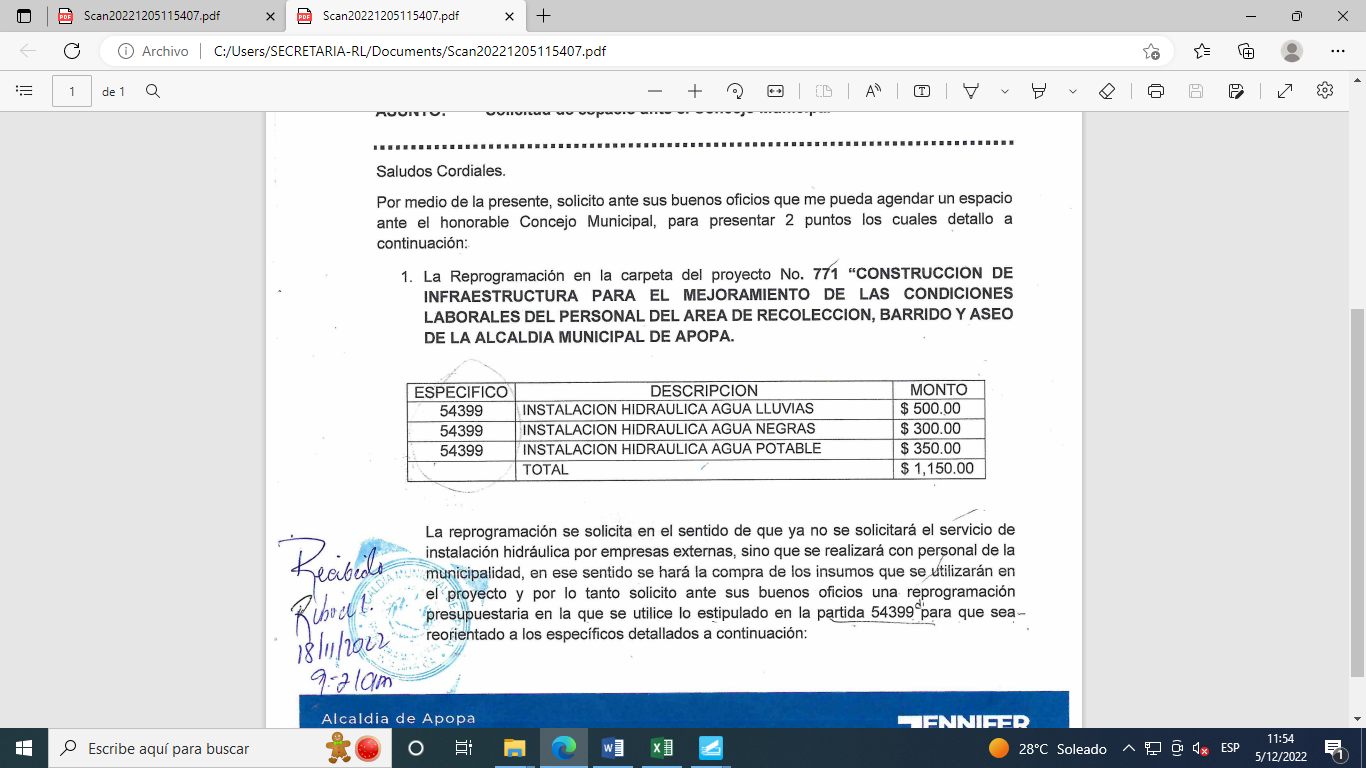 Scan20221205115407.pdf
Scan20221205115407.pdf
Archivo
C:/Users/SECRETARIA-RL/Documents/Scan20221205115407.pdf
1 de 1
Saludos Cordiales.
Por medio de la presente, solicito ante sus buenos oficios que me pueda agendar un espacio
ante el honorable Concejo Municipal, para presentar 2 puntos los cuales detallo a
continuación:
1. La Reprogramación en la carpeta del proyecto No. 771 “CONSTRUCCION DE
INFRAESTRUCTURA PARA EL MEJORAMIENTO DE LAS CONDICIONES
LABORALES DEL PERSONAL DEL AREA DE RECOLECCION, BARRIDO Y ASEO
DE LA ALCALDIA MUNICIPAL DE APOPA.
ESPECIFICO DESCRIPCION MONTO
54399 INSTALACION HIDRAULICA AGUA LLUVIAS $ 500.00
54399 INSTALACION HIDRAULICA AGUA NEGRAS $ 300.00
54399 INSTALACION HIDRAULICA AGUA POTABLE $ 350.00
TOTAL $ 1,150.00
La reprogramación se solicita en el sentido de que ya no se solicitará el servicio de
instalación hidráulica por empresas externas, sino que se realizará con personal de la
municipalidad, en ese sentido se hará la compra de los insumos que se utilizarán en
el proyecto y por lo tanto solicito ante sus buenos oficios una reprogramación
presupuestaria en la que se utilice lo estipulado en la partida 54399 para que sea
reorientado a los específicos detallados a continuación:
Recibido
18/11/2022
Alcaldia de Apopa
JENNIFER
Escribe aquí para buscar
28°C Soleado
ESP
11:54
5/12/2022
1